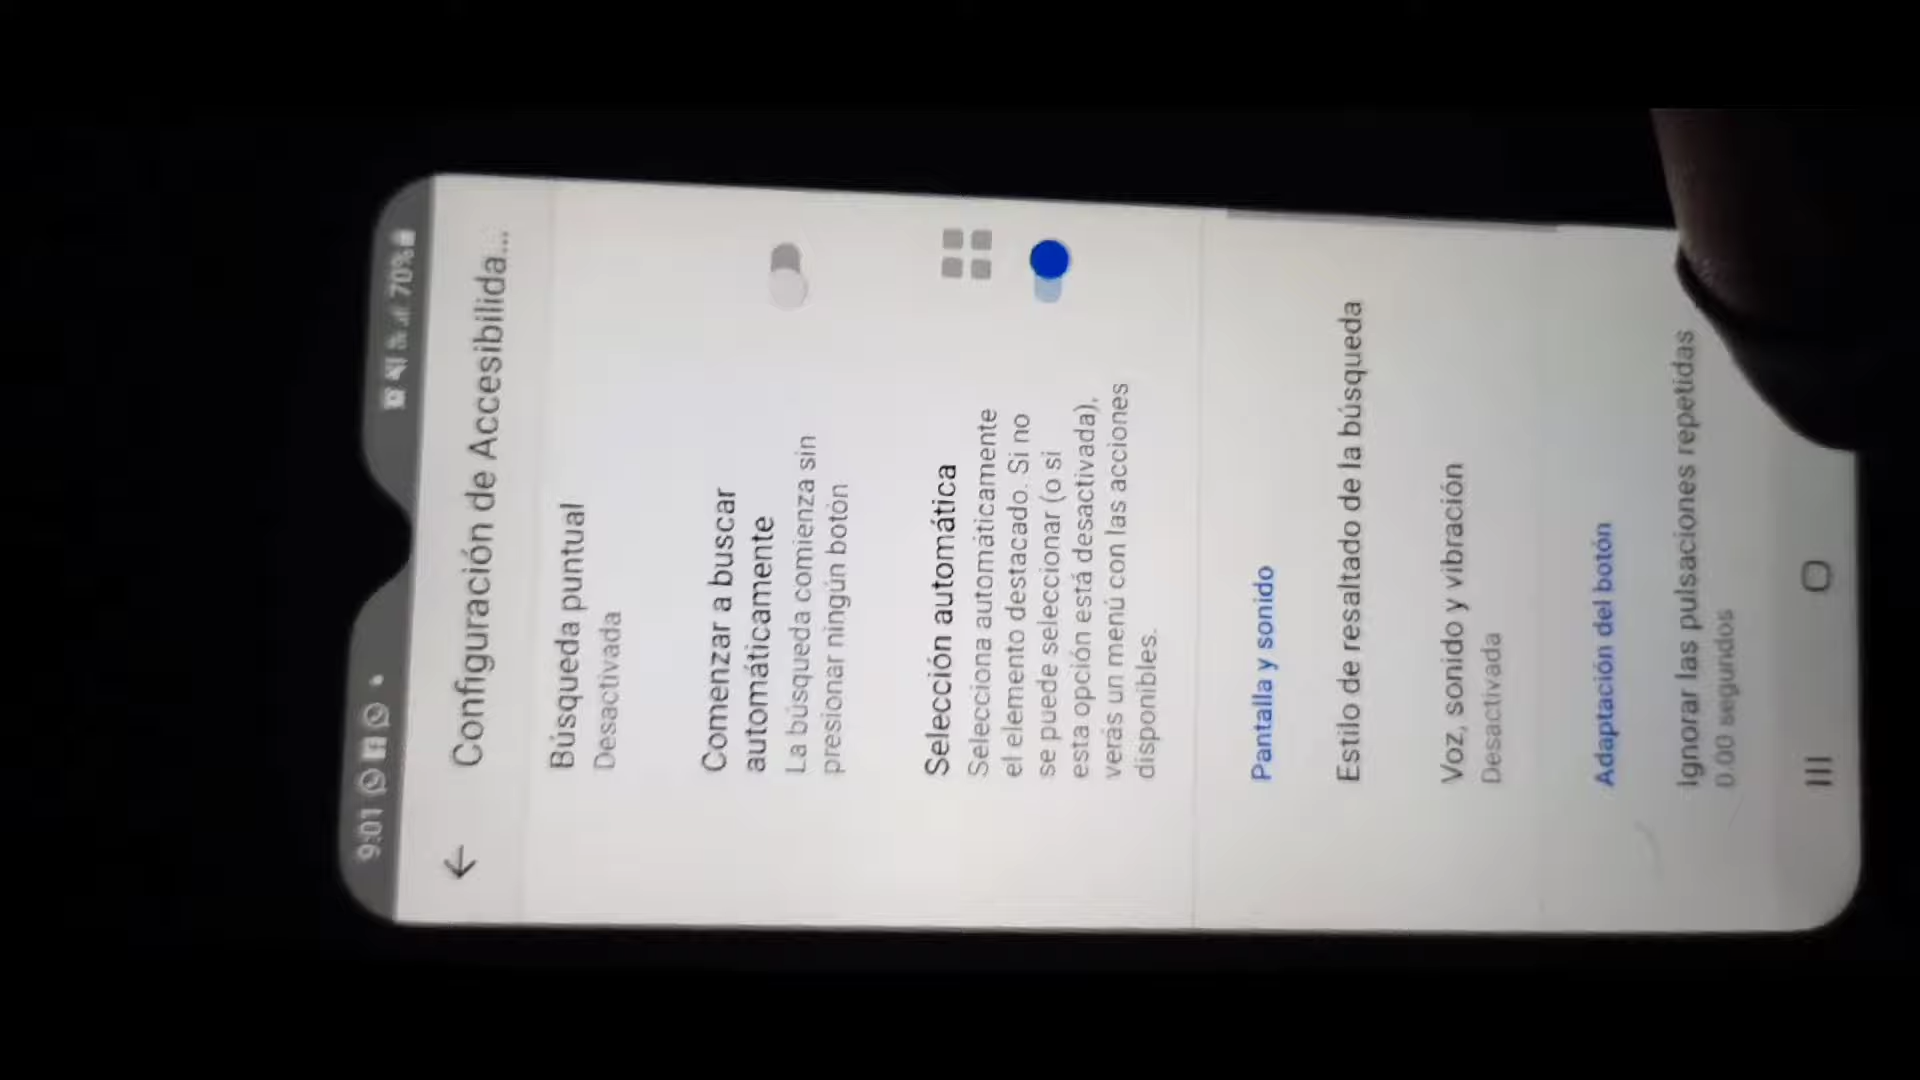 9:01
70%
Configuración de Accesibilida...
Búsqueda puntual
Desactivada
Comenzar a buscar
automáticamente
La búsqueda comienza sin
presionar ningún botón
Selección automática
Selecciona automáticamente
el elemento destacado. Si no
se puede seleccionar (o si
esta opción está desactivada),
verás un menú con las acciones
disponibles.
Pantalla y sonido
Estilo de resaltado de la búsqueda
Voz, sonido y vibración
Desactivada
Adaptación del botón
Ignorar las pulsaciones repetidas
0.00 segundos